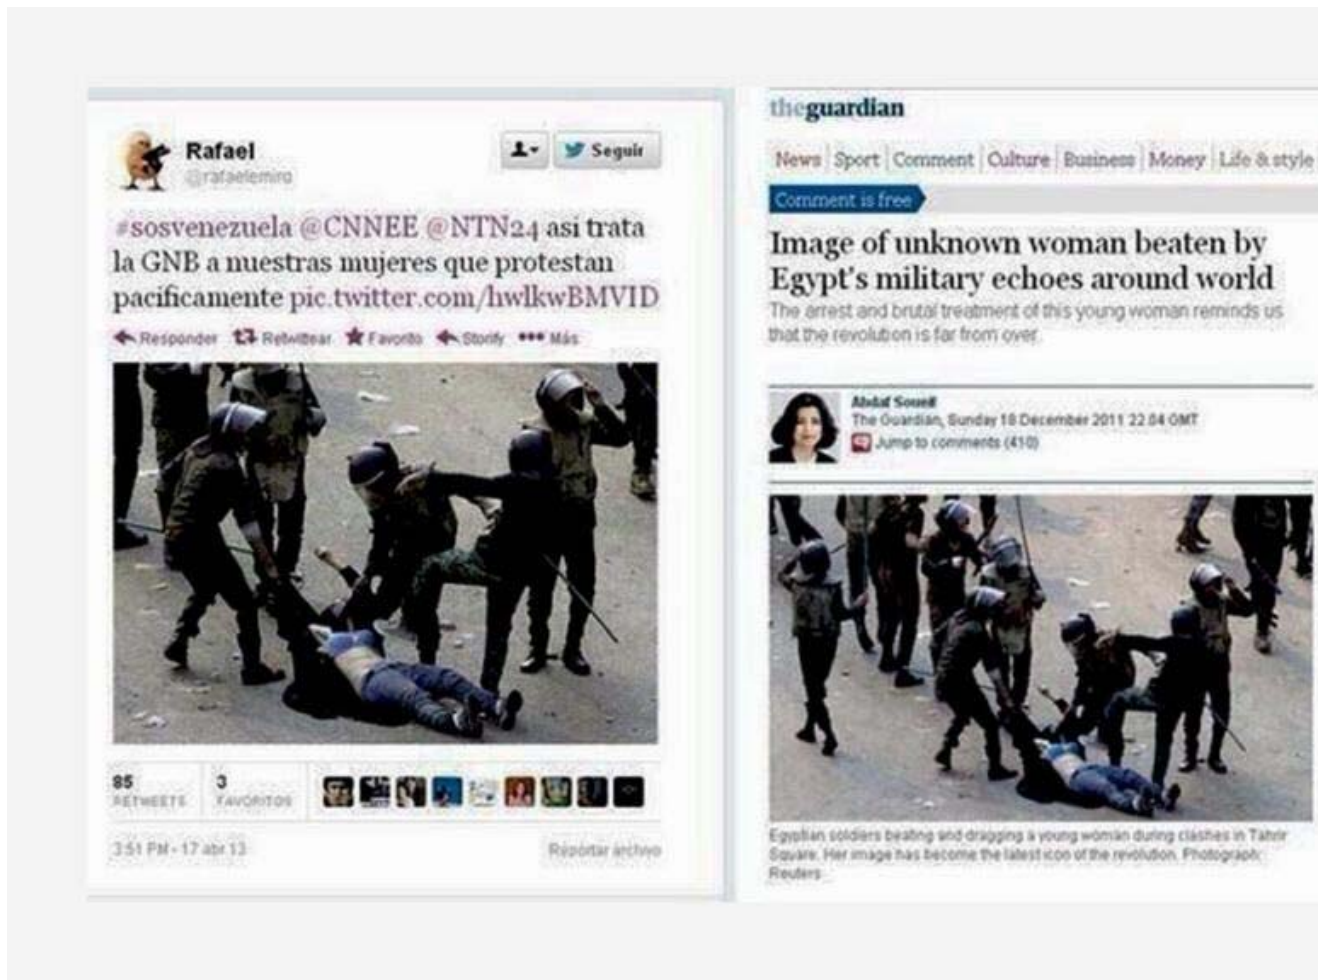 Rafael
@rafaelemiro
Seguir
#sosvenezuela @CNNEE @NTN24 asi trata
la GNB a nuestras mujeres que protestan
pacificamente pic.twitter.com/hwlkwBMVID
Responder Retwittear Favorito Storify Más
85
RETWEETS
3
FAVORITOS
3:51 PM - 17 abr 13
Reportar archivo
theguardian
News Sport Comment Culture Business Money Life & style
Comment is free
Image of unknown woman beaten by
Egypt's military echoes around world
The arrest and brutal treatment of this young woman reminds us
that the revolution is far from over.
Ahdaf Soueif
The Guardian, Sunday 18 December 2011 22.04 GMT
Jump to comments (410)
Egyptian soldiers beating and dragging a young woman during clashes in Tahrir
Square. Her image has become the latest icon of the revolution. Photograph:
Reuters